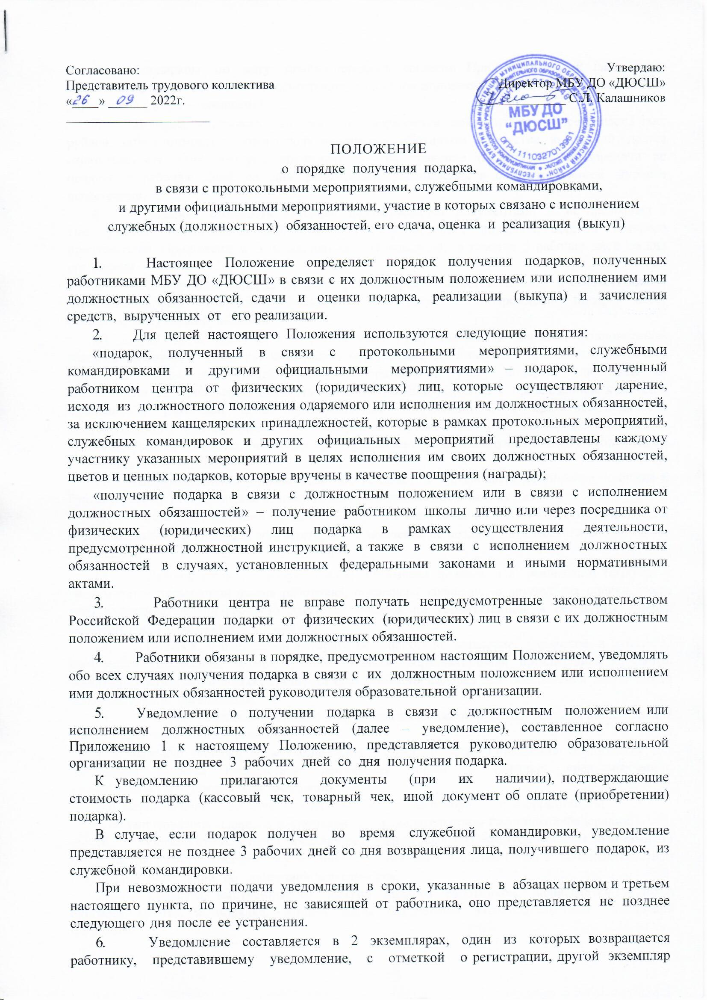 Согласовано:
Представитель трудового коллектива
«26» 09 2022г.
Утвердаю:
Директор МБУ ДО «ДЮСШ»
С.Л. Калашников
МБУ ДО
“ДЮСШ”
ОГРН 1110327013961
ПОЛОЖЕНИЕ
о порядке получения подарка,
в связи с протокольными мероприятиями, служебными командировками,
и другими официальными мероприятиями, участие в которых связано с исполнением
служебных (должностных) обязанностей, его сдача, оценка и реализация (выкуп)
1. Настоящее Положение определяет порядок получения подарков, полученных
работниками МБУ ДО «ДЮСШ» в связи с их должностным положением или исполнением ими
должностных обязанностей, сдачи и оценки подарка, реализации (выкупа) и зачисления
средств, вырученных от его реализации.
2. Для целей настоящего Положения используются следующие понятия:
«подарок, полученный в связи с протокольными мероприятиями, служебными
командировками и другими официальными мероприятиями» – подарок, полученный
работником центра от физических (юридических) лиц, которые осуществляют дарение,
исходя из должностного положения одаряемого или исполнения им должностных обязанностей,
за исключением канцелярских принадлежностей, которые в рамках протокольных мероприятий,
служебных командировок и других официальных мероприятий предоставлены каждому
участнику указанных мероприятий в целях исполнения им своих должностных обязанностей,
цветов и ценных подарков, которые вручены в качестве поощрения (награды);
«получение подарка в связи с должностным положением или в связи с исполнением
должностных обязанностей» – получение работником школы лично или через посредника от
физических (юридических) лиц подарка в рамках осуществления деятельности,
предусмотренной должностной инструкцией, а также в связи с исполнением должностных
обязанностей в случаях, установленных федеральными законами и иными нормативными
актами.
3. Работники центра не вправе получать непредусмотренные законодательством
Российской Федерации подарки от физических (юридических) лиц в связи с их должностным
положением или исполнением ими должностных обязанностей.
4. Работники обязаны в порядке, предусмотренном настоящим Положением, уведомлять
обо всех случаях получения подарка в связи с их должностным положением или исполнением
ими должностных обязанностей руководителя образовательной организации.
5. Уведомление о получении подарка в связи с должностным положением или
исполнением должностных обязанностей (далее – уведомление), составленное согласно
Приложению 1 к настоящему Положению, представляется руководителю образовательной
организации не позднее 3 рабочих дней со дня получения подарка.
К уведомлению прилагаются документы (при их наличии), подтверждающие
стоимость подарка (кассовый чек, товарный чек, иной документ об оплате (приобретении)
подарка).
В случае, если подарок получен во время служебной командировки, уведомление
представляется не позднее 3 рабочих дней со дня возвращения лица, получившего подарок, из
служебной командировки.
При невозможности подачи уведомления в сроки, указанные в абзацах первом и третьем
настоящего пункта, по причине, не зависящей от работника, оно представляется не позднее
следующего дня после ее устранения.
6. Уведомление составляется в 2 экземплярах, один из которых возвращается
работнику, представившему уведомление, с отметкой о регистрации, другой экземпляр